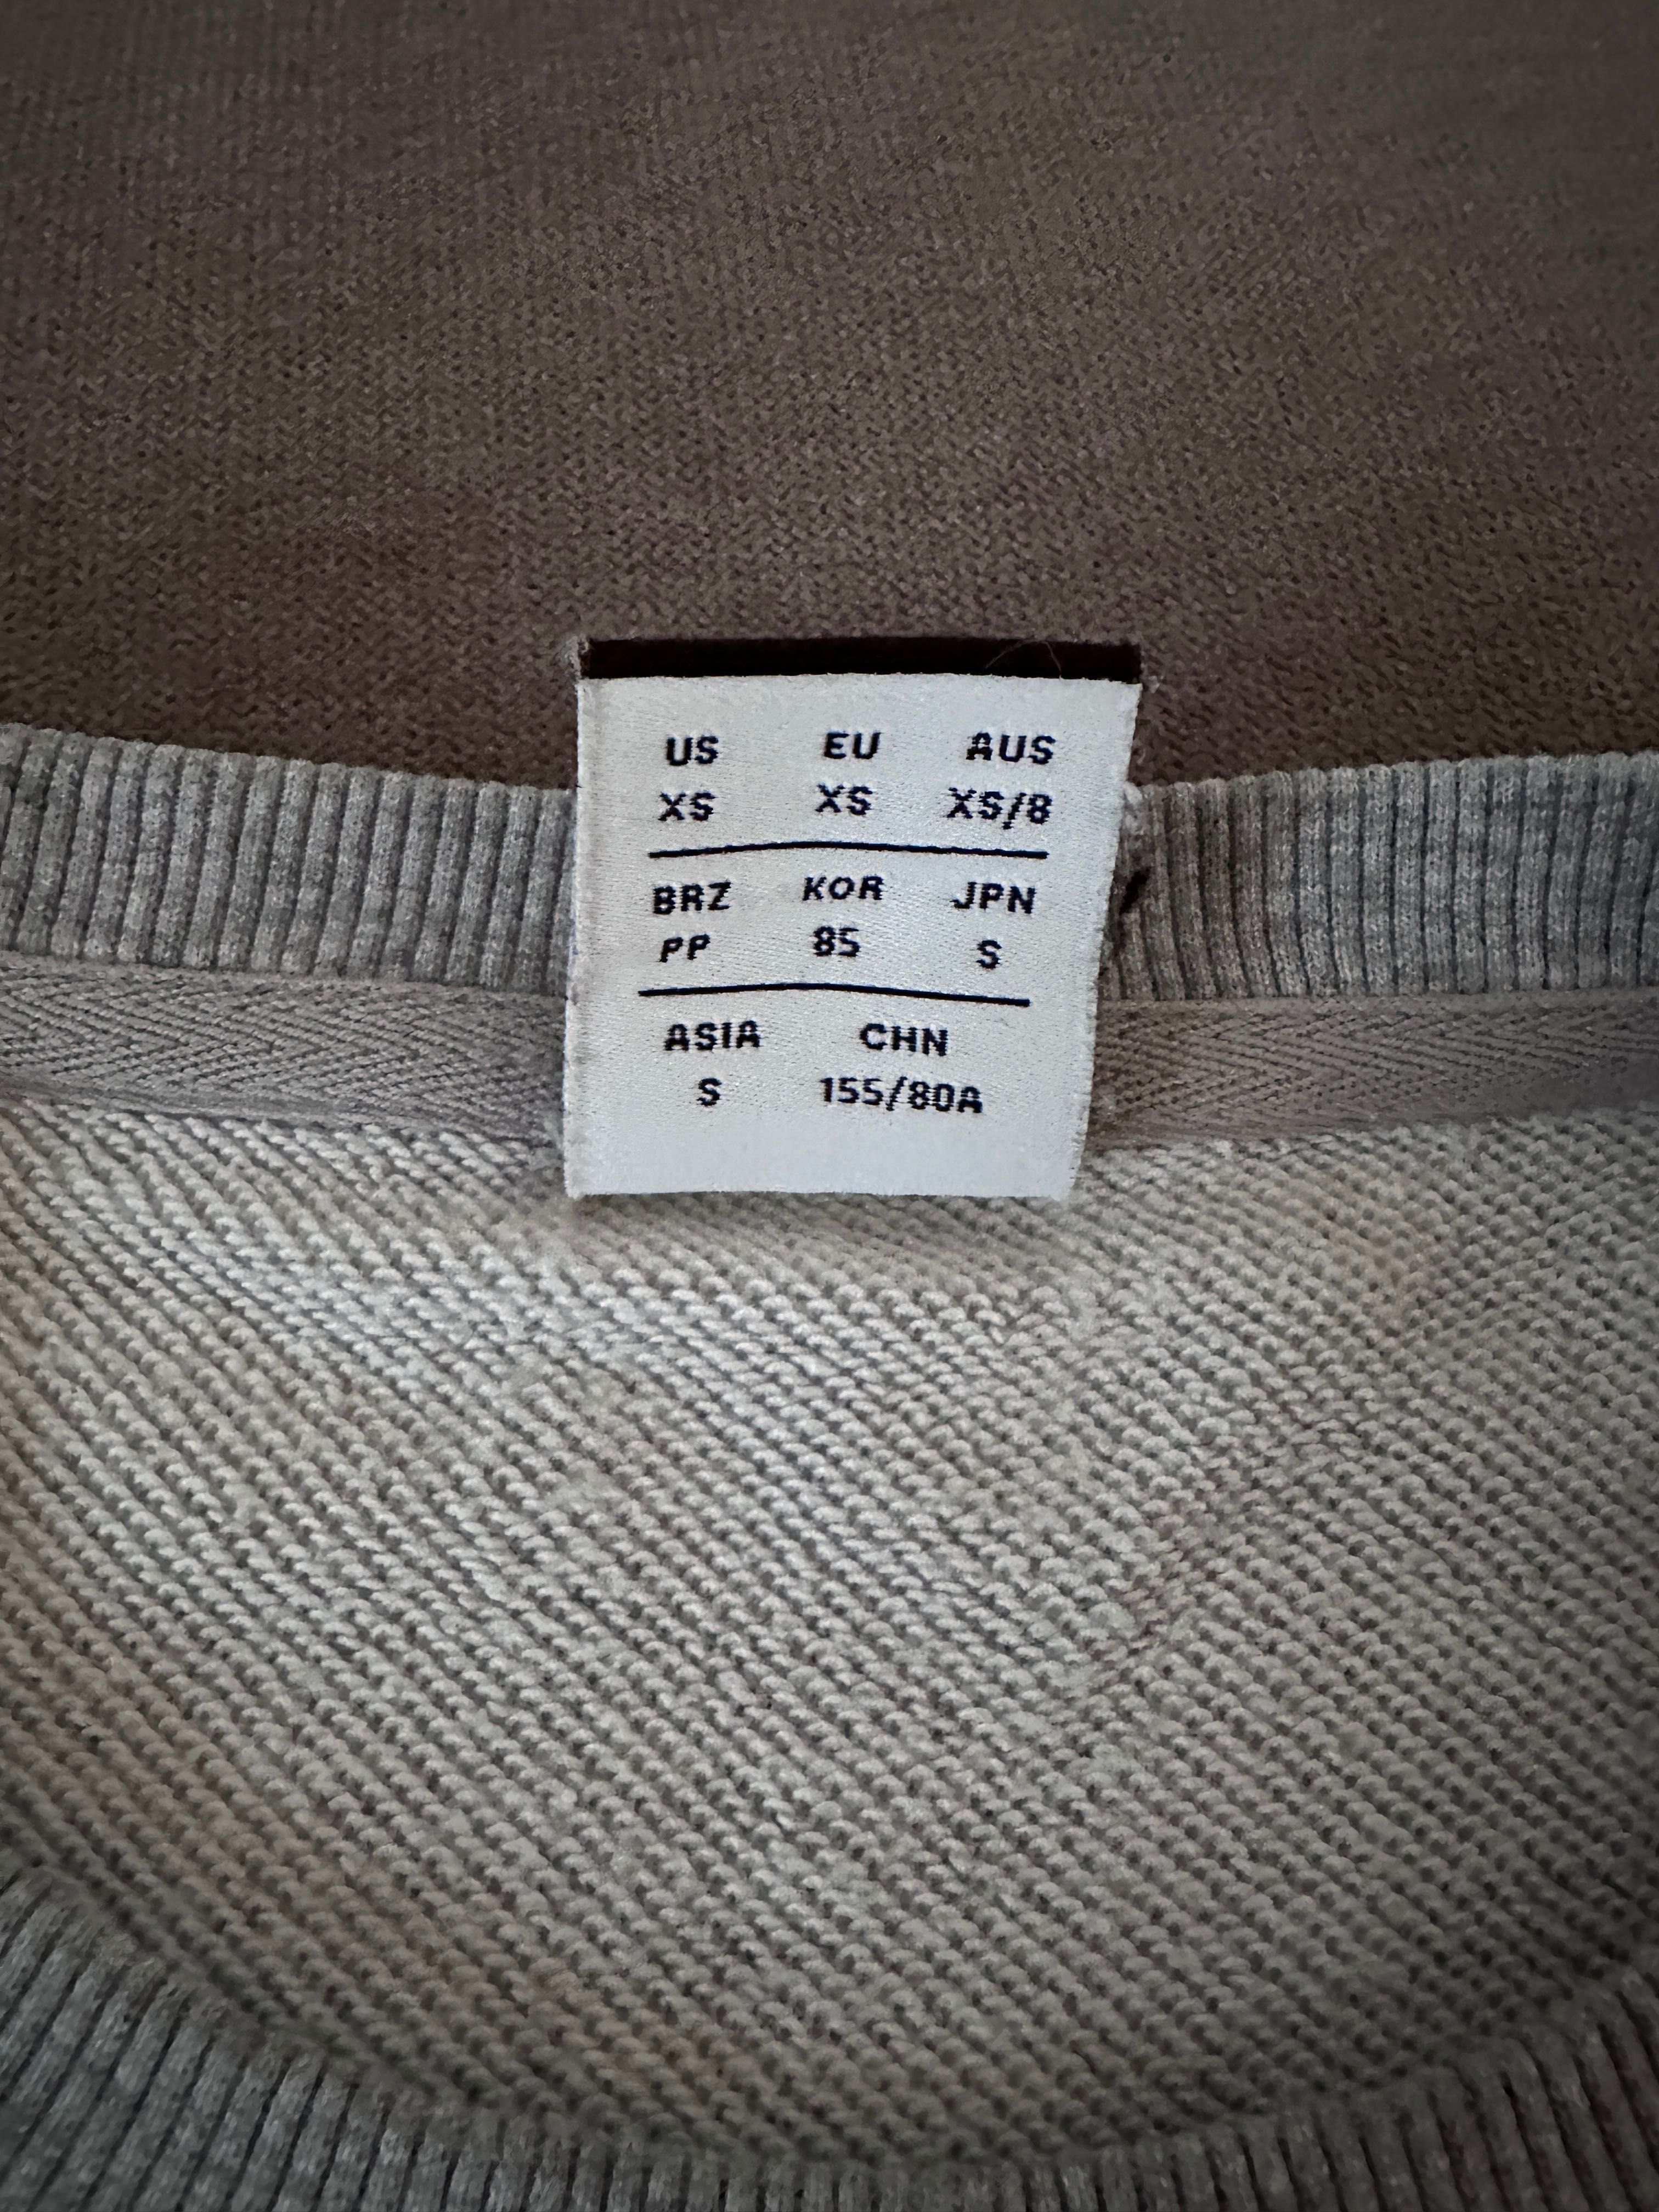 US EU AUS
XS XS XS/8
BRZ KOR JPN
PP 85 S
ASIA CHN
S 155/80A